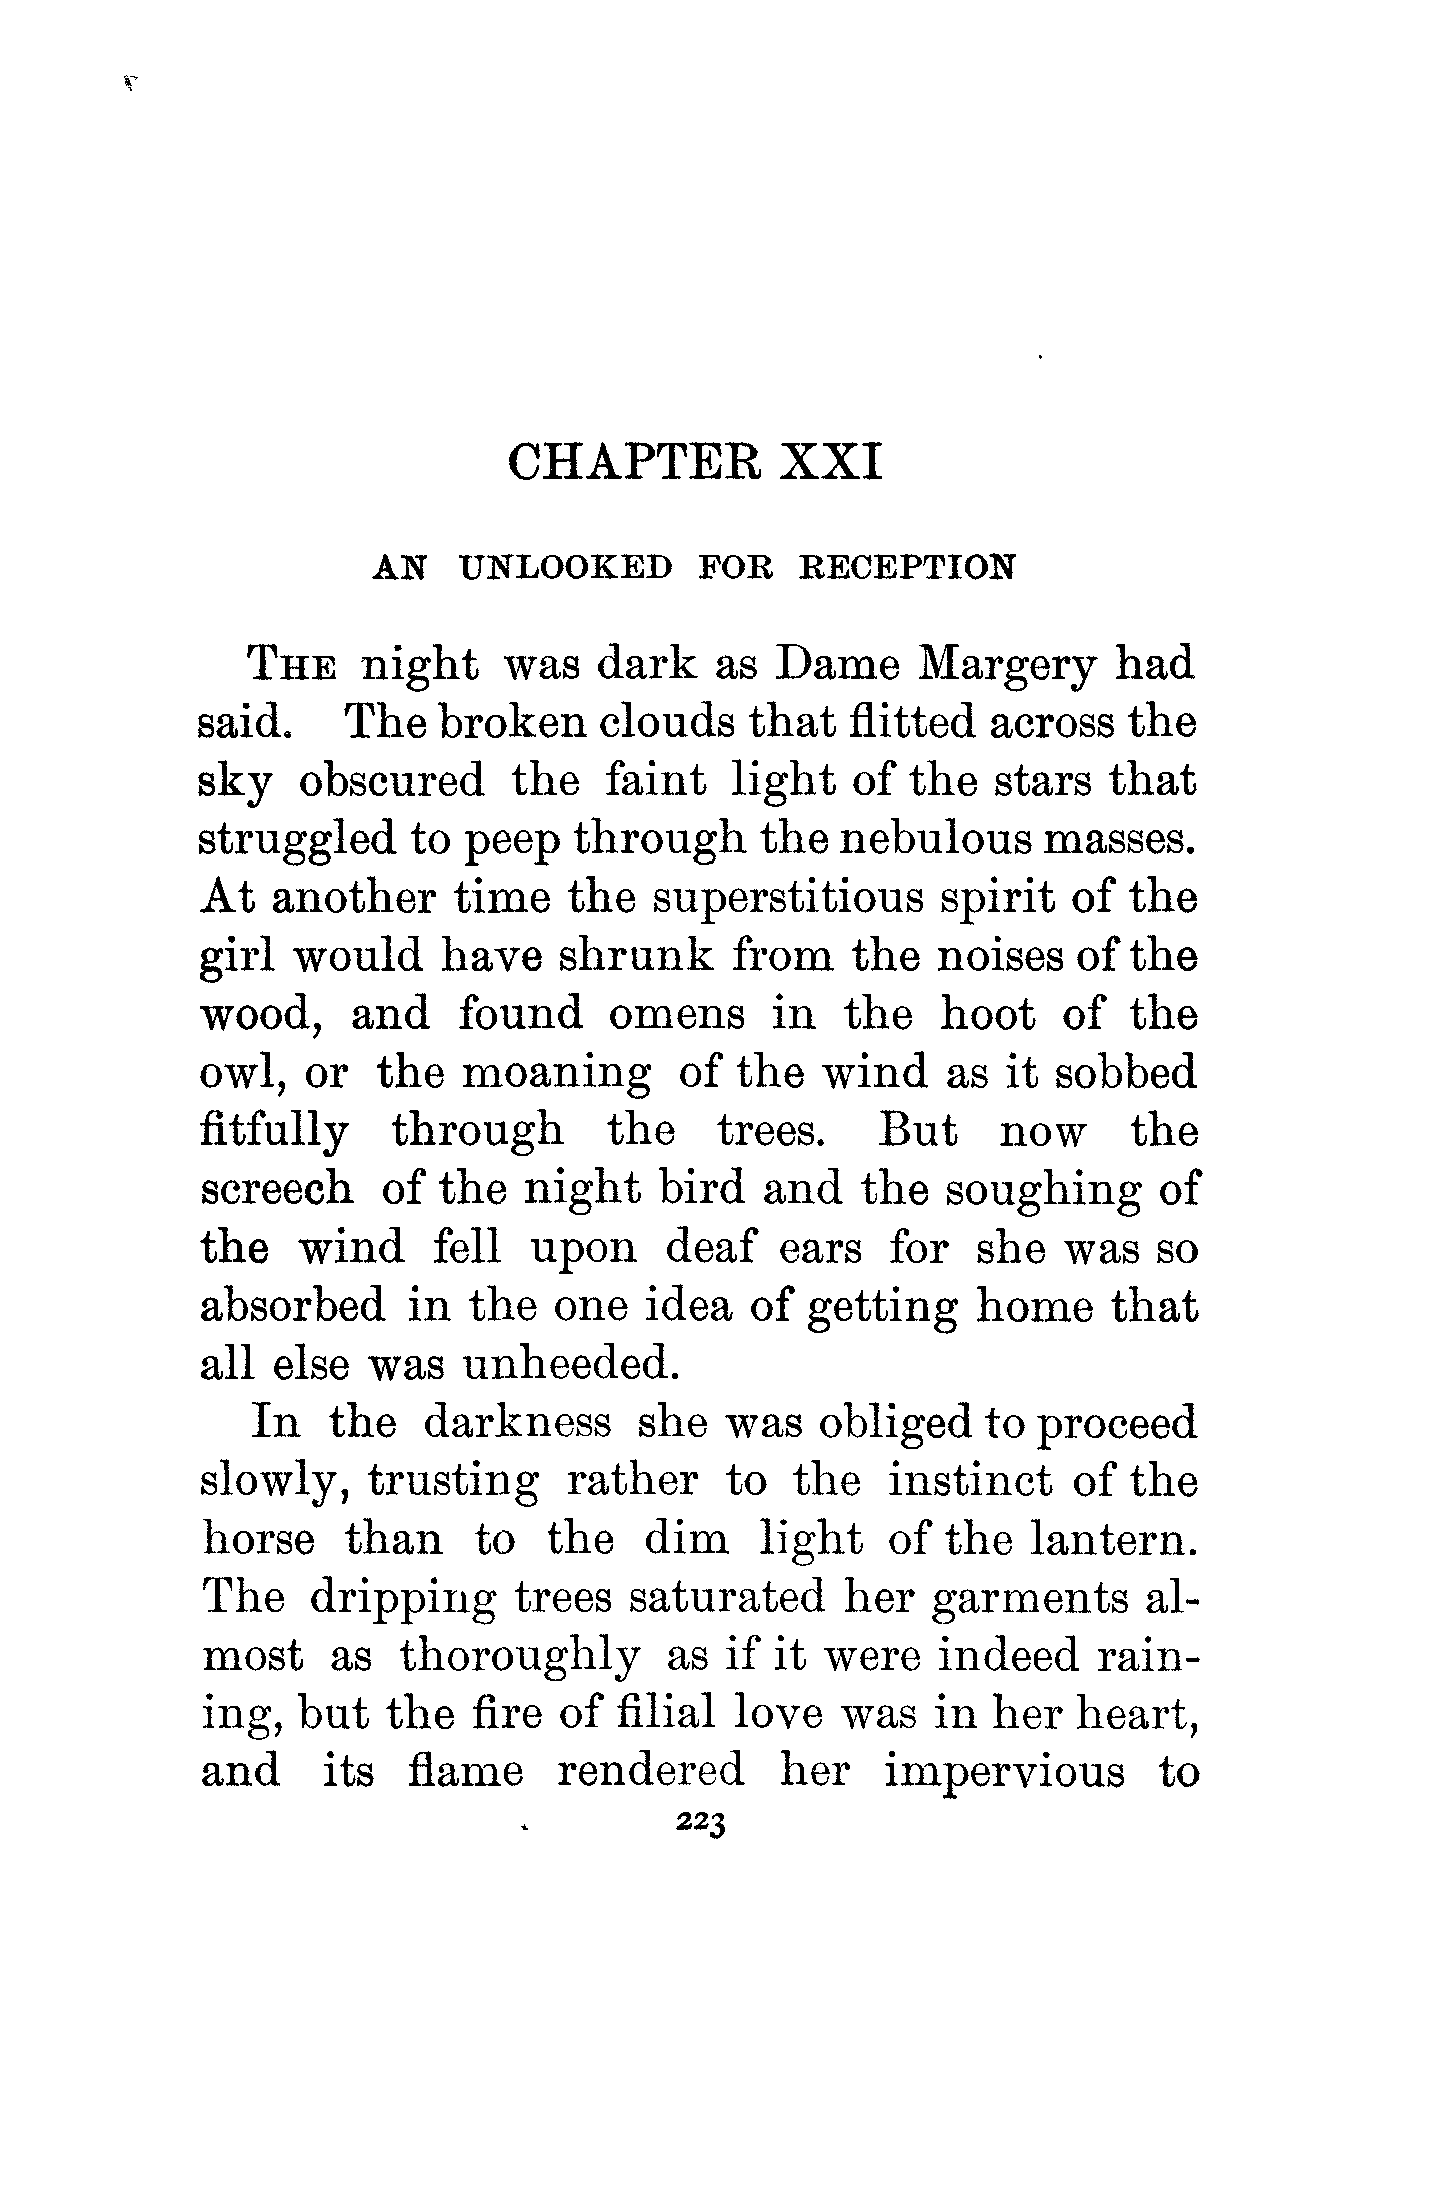 CHAPTER XXI
AN UNLOOKED FOR RECEPTION
THE night was dark as Dame Margery had
said. The broken clouds that flitted across the
sky obscured the faint light of the stars that
struggled to peep through the nebulous masses.
At another time the superstitious spirit of the
girl would have shrunk from the noises of the
wood, and found omens in the hoot of the
owl, or the moaning of the wind as it sobbed
fitfully through the trees. But now the
screech of the night bird and the soughing of
the wind fell upon deaf ears for she was so
absorbed in the one idea of getting home that
all else was unheeded.
In the darkness she was obliged to proceed
slowly, trusting rather to the instinct of the
horse than to the dim light of the lantern.
The dripping trees saturated her garments al-
most as thoroughly as if it were indeed rain-
ing, but the fire of filial love was in her heart,
and its flame rendered her impervious to
223